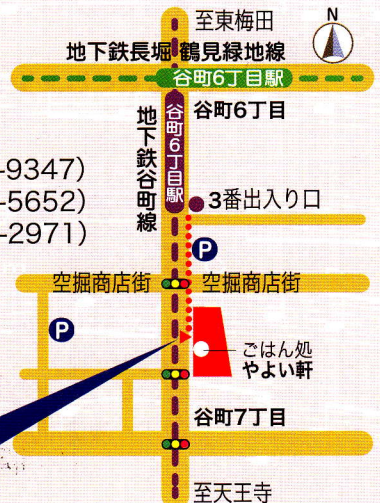 至東梅田
N
地下鉄長堀鶴見緑地線
谷町6丁目駅
谷町6丁目
谷町6丁目駅
地下鉄谷町線
-9347)
-5652)
-2971)
3番出入り口
P
空掘商店街
空掘商店街
P
ごはん処
やよい軒
谷町7丁目
至天王寺